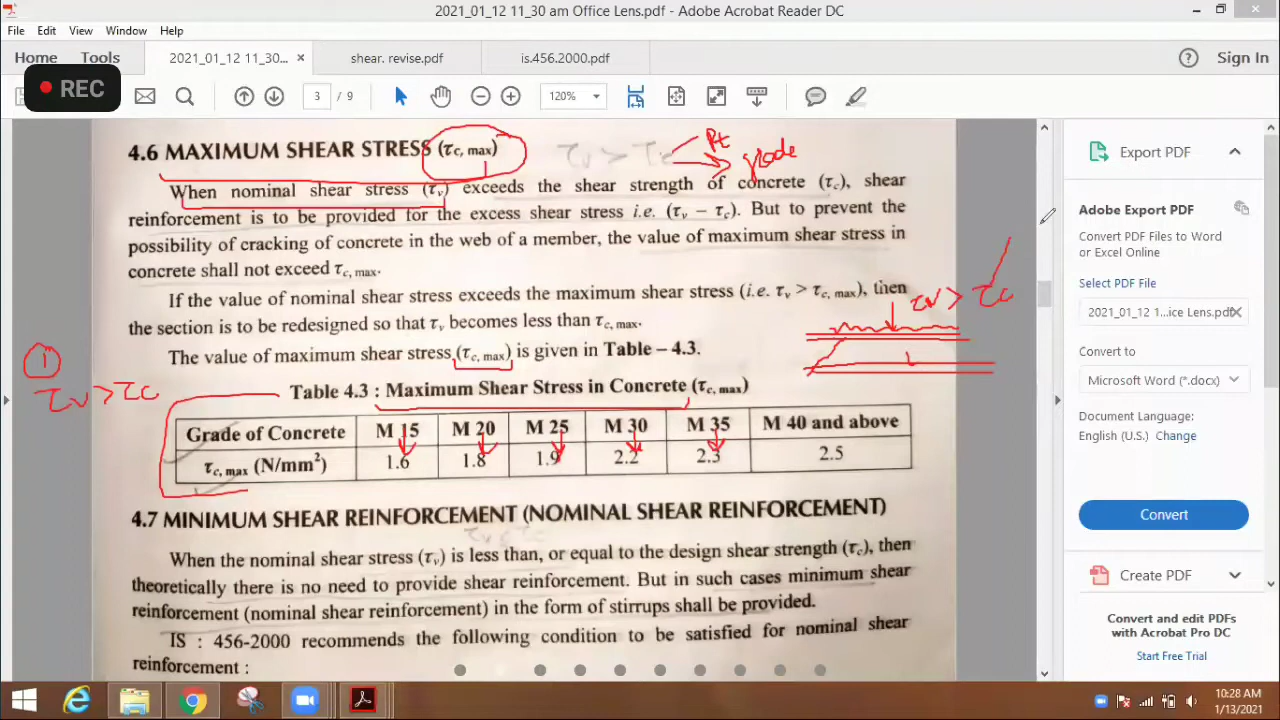 2021_01_12 11_30 am Office Lens.pdf - Adobe Acrobat Reader DC
File Edit View Window Help
Home Tools 2021_01_12 11_30... × shear. revise.pdf is.456.2000.pdf Sign In
REC 3 / 9 120%
4.6 MAXIMUM SHEAR STRESS (τc, max) τv > τc Pt
grade
When nominal shear stress (τv) exceeds the shear strength of concrete (τc), shear
reinforcement is to be provided for the excess shear stress i.e. (τv – τc). But to prevent the
possibility of cracking of concrete in the web of a member, the value of maximum shear stress in
concrete shall not exceed τc, max.
If the value of nominal shear stress exceeds the maximum shear stress (i.e. τv > τc, max), then
the section is to be redesigned so that τv becomes less than τc, max.
τv > τc
The value of maximum shear stress (τc, max) is given in Table – 4.3.
1
τv > τc
Table 4.3 : Maximum Shear Stress in Concrete (τc, max)
Grade of Concrete M 15 M 20 M 25 M 30 M 35 M 40 and above
τc, max (N/mm²) 1.6 1.8 1.9 2.2 2.3 2.5
4.7 MINIMUM SHEAR REINFORCEMENT (NOMINAL SHEAR REINFORCEMENT)
When the nominal shear stress (τv) is less than, or equal to the design shear strength (τc), then
theoretically there is no need to provide shear reinforcement. But in such cases minimum shear
reinforcement (nominal shear reinforcement) in the form of stirrups shall be provided.
IS : 456-2000 recommends the following condition to be satisfied for nominal shear
reinforcement :
Export PDF
Adobe Export PDF
Convert PDF Files to Word
or Excel Online
Select PDF File
2021_01_12 1...ice Lens.pdf
Convert to
Microsoft Word (*.docx)
Document Language:
English (U.S.) Change
Convert
Create PDF
Convert and edit PDFs
with Acrobat Pro DC
Start Free Trial
10:28 AM
1/13/2021